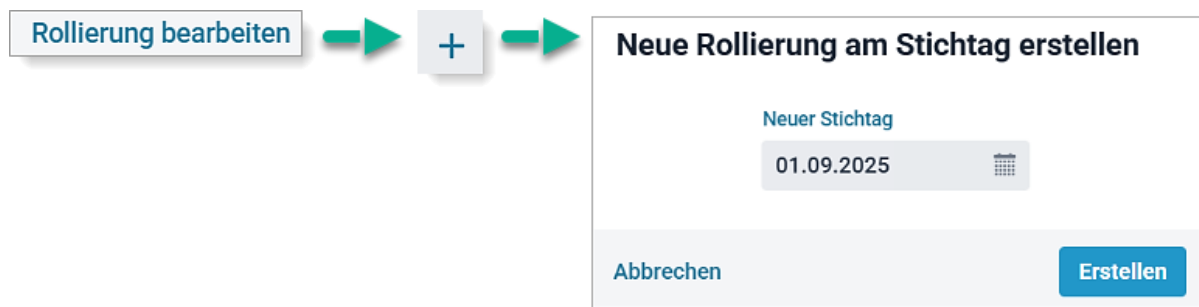 Rollierung bearbeiten
+
Neue Rollierung am Stichtag erstellen
Neuer Stichtag
01.09.2025
Abbrechen
Erstellen